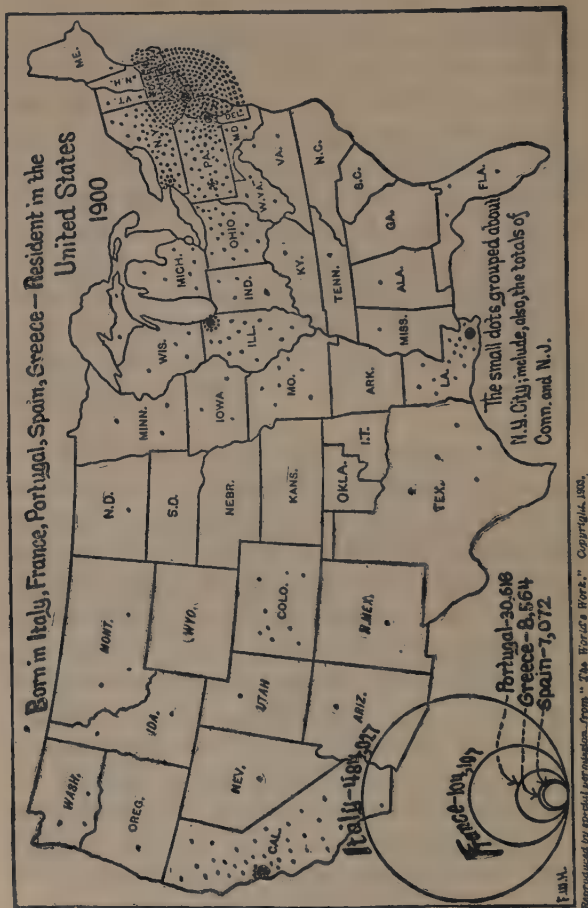 Born in Italy, France, Portugal, Spain, Greece—Resident in the
United States
1900
WASH.
OREG.
CAL.
NEV.
IDA.
MONT.
WYO.
UTAH
ARIZ.
COLO.
N.MEX.
N.D.
S.D.
NEBR.
KANS.
OKLA.
I.T.
TEX.
MINN.
IOWA
MO.
ARK.
LA.
WIS.
ILL.
MICH.
IND.
OHIO
KY.
TENN.
MISS.
ALA.
GA.
FLA.
S.C.
N.C.
VA.
W.VA.
MD.
DEL.
PA.
N.Y.
VT.
N.H.
ME.
The small dots grouped about
N.Y. City; include, also, the totals of
Conn. and N.J.
Italy-484,027
France-104,197
Portugal-30,618
Greece-8,564
Spain-7,072
F.W.H.
Reproduced by special permission, from "The World's Work." Copyright, 1903.